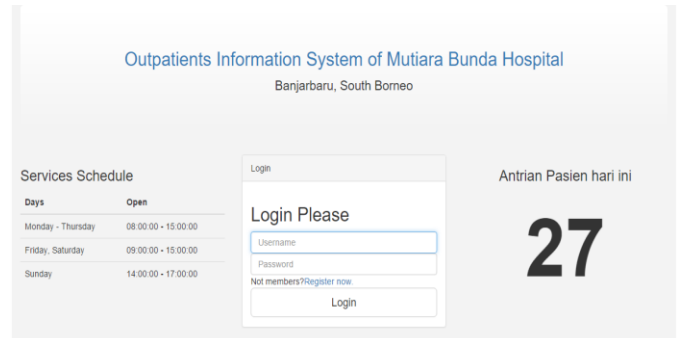 Outpatients Information System of Mutiara Bunda Hospital
Banjarbaru, South Borneo
Services Schedule
Days Open
Monday - Thursday 08:00:00 - 15:00:00
Friday, Saturday 09:00:00 - 15:00:00
Sunday 14:00:00 - 17:00:00
Login
Login Please
Username
Password
Not members?Register now.
Login
Antrian Pasien hari ini
27